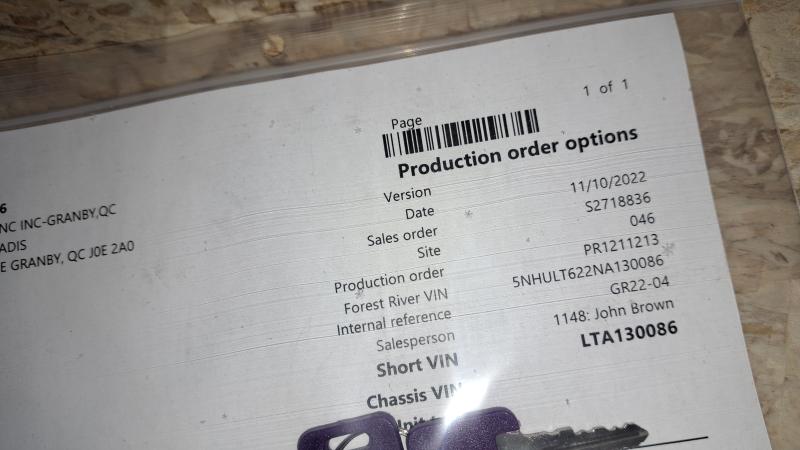 Page 1 of 1
Production order options
Version
Date 11/10/2022
Sales order S2718836
Site 046
Production order PR1211213
Forest River VIN 5NHULT622NA130086
Internal reference GR22-04
Salesperson 1148: John Brown
Short VIN LTA130086
Chassis VIN
6
NC INC-GRANBY,QC
ADIS
E GRANBY, QC J0E 2A0